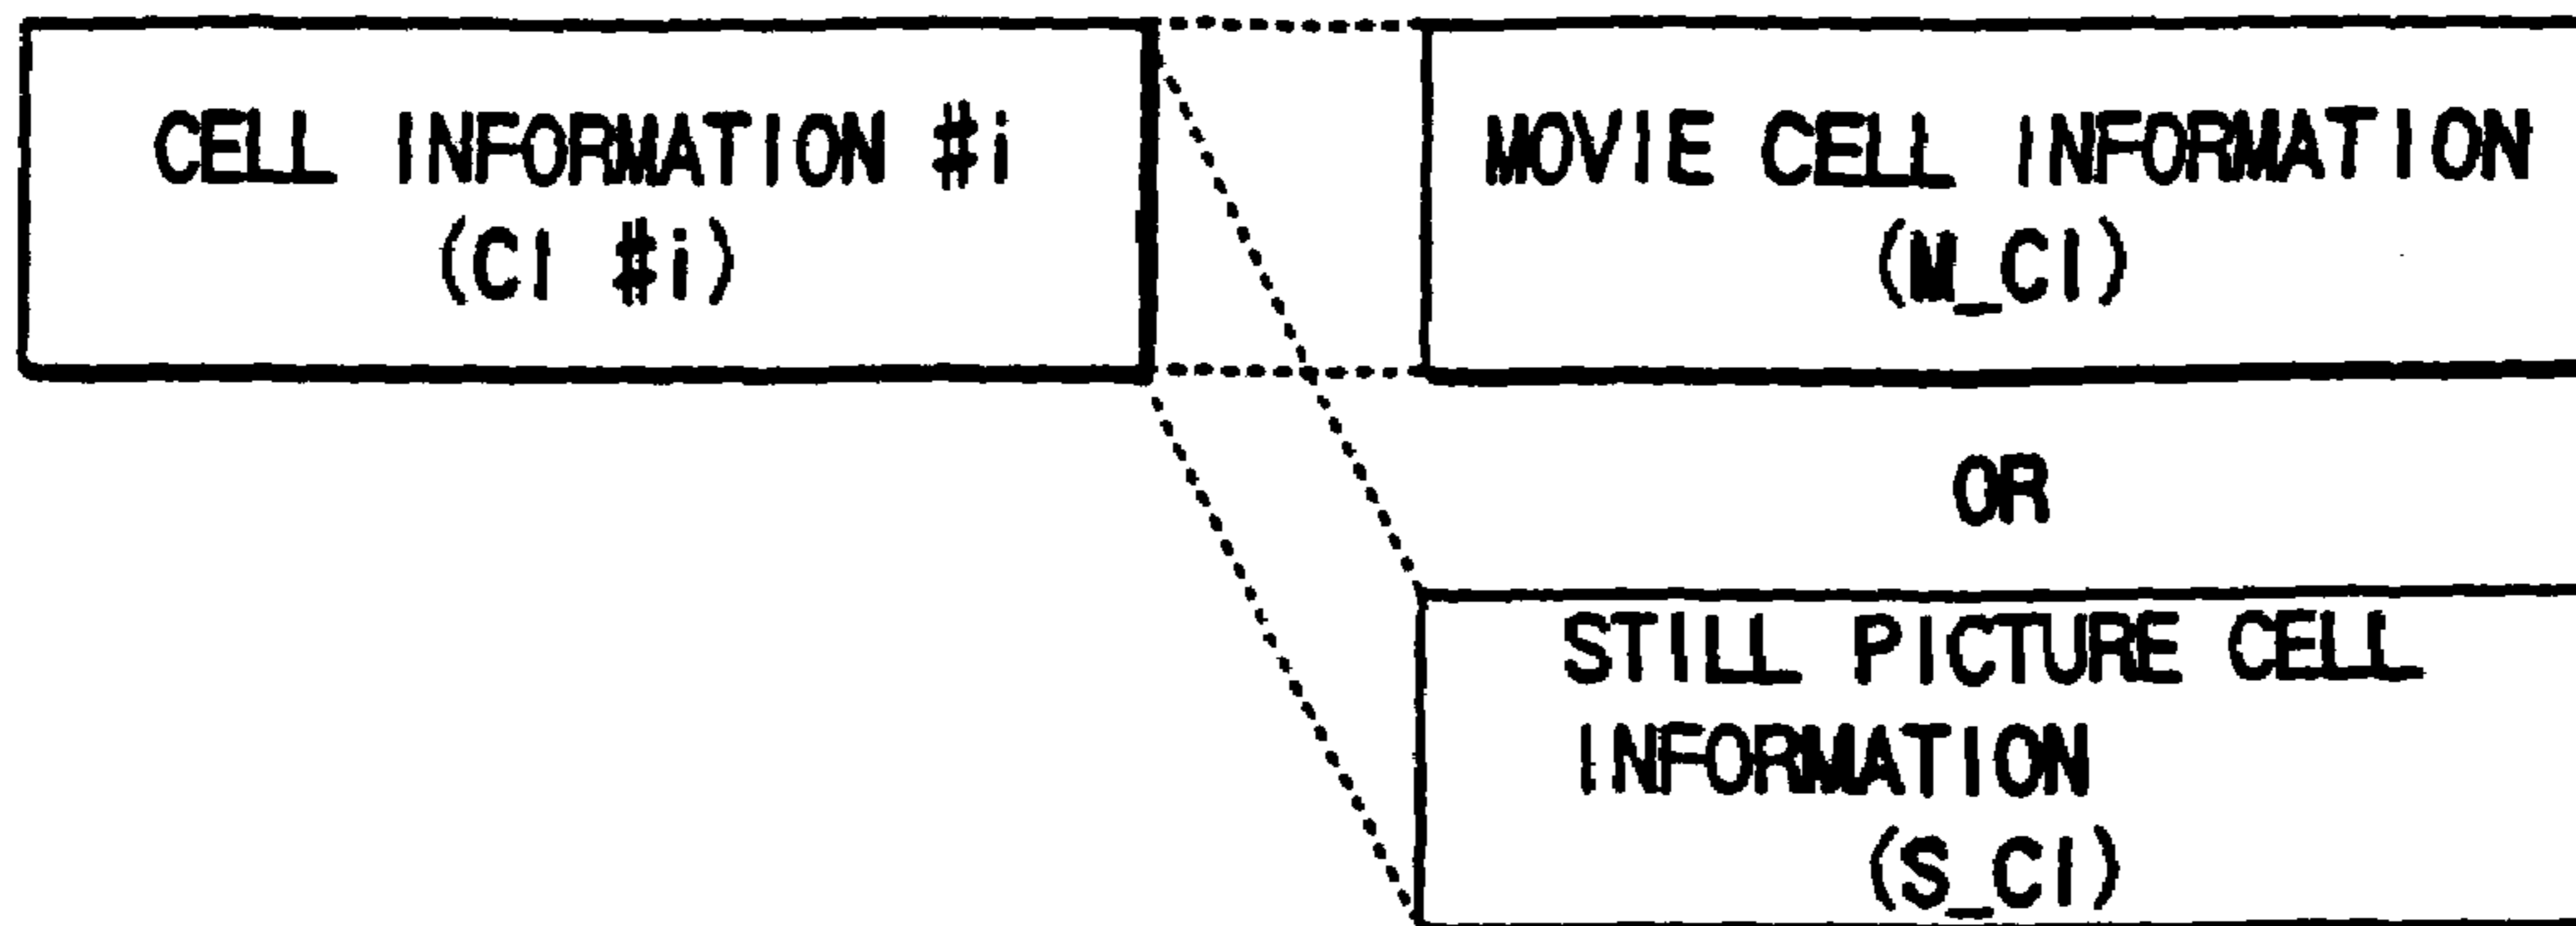 CELL INFORMATION #i
(CI #i)
MOVIE CELL INFORMATION
(M_CI)
OR
STILL PICTURE CELL
INFORMATION
(S_CI)